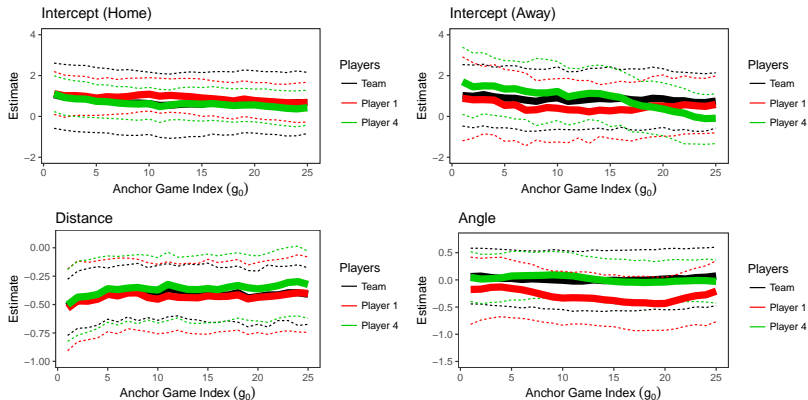 Intercept (Home)
4
2
0
−2
Estimate
0 5 10 15 20 25
Anchor Game Index (g0)
Players
Team
Player 1
Player 4
Intercept (Away)
4
2
0
−2
Estimate
0 5 10 15 20 25
Anchor Game Index (g0)
Players
Team
Player 1
Player 4
Distance
0.00
−0.25
−0.50
−0.75
−1.00
Estimate
0 5 10 15 20 25
Anchor Game Index (g0)
Players
Team
Player 1
Player 4
Angle
0.5
0.0
−0.5
−1.0
−1.5
Estimate
0 5 10 15 20 25
Anchor Game Index (g0)
Players
Team
Player 1
Player 4